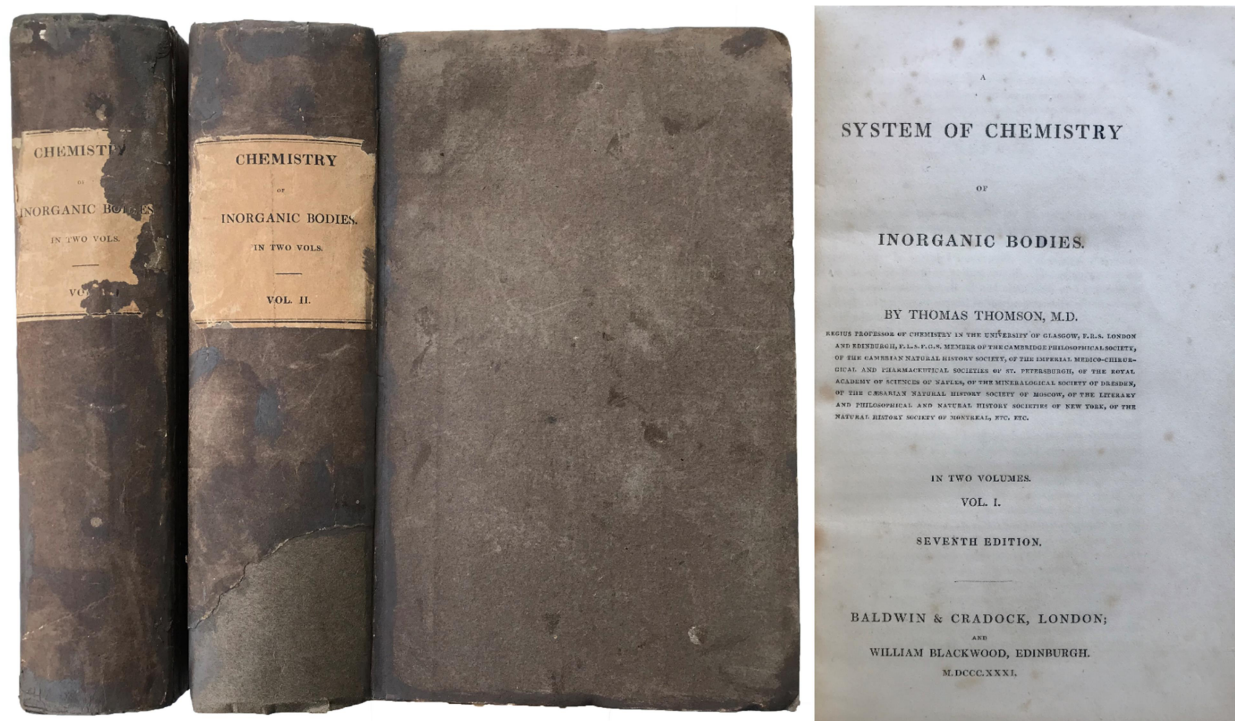 CHEMISTRY
OF
INORGANIC BODIES
IN TWO VOLS.
CHEMISTRY
OF
INORGANIC BODIES.
IN TWO VOLS.
VOL. II.
A
SYSTEM OF CHEMISTRY
OF
INORGANIC BODIES.
BY THOMAS THOMSON, M.D.
REGIUS PROFESSOR OF CHEMISTRY IN THE UNIVERSITY OF GLASGOW, F.R.S. LONDON
AND EDINBURGH, F.L.S. F.G.S. MEMBER OF THE CAMBRIDGE PHILOSOPHICAL SOCIETY,
OF THE CAMBRIAN NATURAL HISTORY SOCIETY, OF THE IMPERIAL MEDICO-CHIRUR-
GICAL AND PHARMACEUTICAL SOCIETIES OF ST. PETERSBURGH, OF THE ROYAL
ACADEMY OF SCIENCES OF NAPLES, OF THE MINERALOGICAL SOCIETY OF DRESDEN,
OF THE CÆSARIAN NATURAL HISTORY SOCIETY OF MOSCOW, OF THE LITERARY
AND PHILOSOPHICAL AND NATURAL HISTORY SOCIETIES OF NEW YORK, OF THE
NATURAL HISTORY SOCIETY OF MONTREAL, ETC. ETC.
IN TWO VOLUMES.
VOL. I.
SEVENTH EDITION.
BALDWIN & CRADOCK, LONDON;
AND
WILLIAM BLACKWOOD, EDINBURGH.
M.DCCC.XXXI.